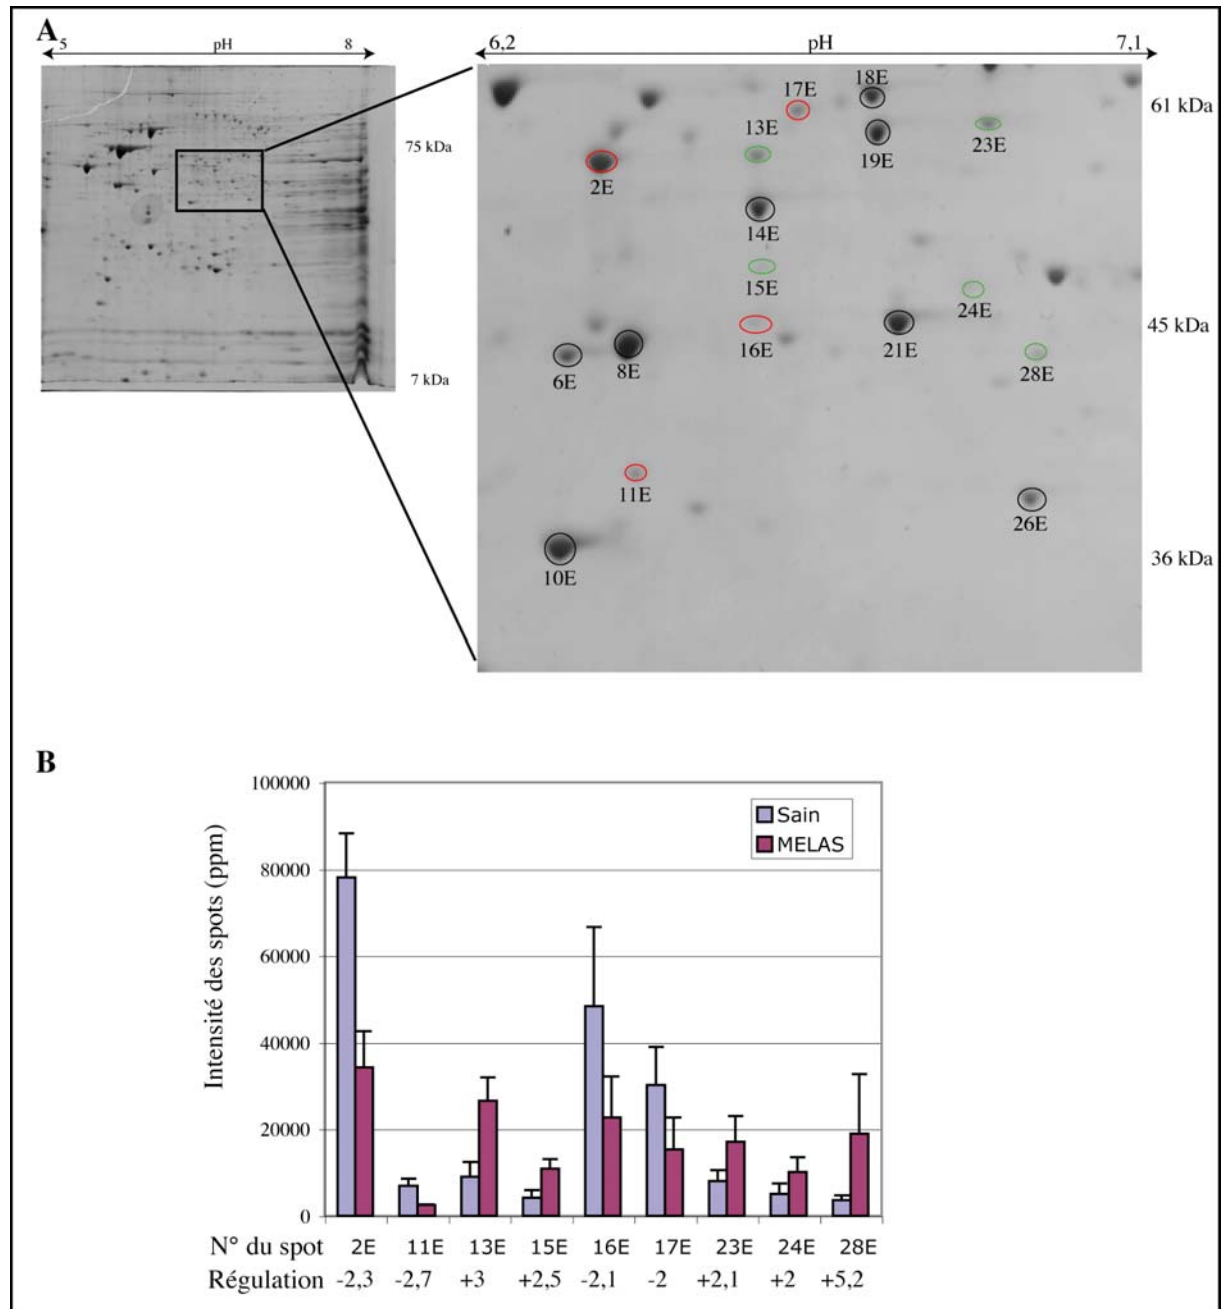 A
5 pH 8
6,2 pH 7,1
75 kDa
7 kDa
18E
17E
61 kDa
13E
23E
19E
2E
14E
15E
24E
45 kDa
16E
21E
8E
6E
28E
11E
26E
36 kDa
10E
B
Intensité des spots (ppm)
100000
80000
60000
40000
20000
0
Sain
MELAS
N° du spot 2E 11E 13E 15E 16E 17E 23E 24E 28E
Régulation -2,3 -2,7 +3 +2,5 -2,1 -2 +2,1 +2 +5,2